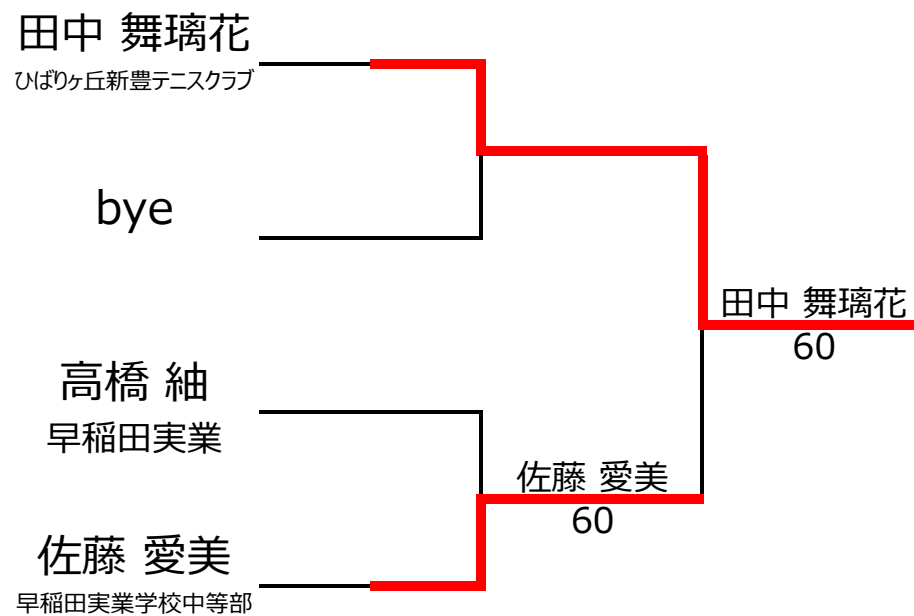 田中 舞璃花
ひばりヶ丘新豊テニスクラブ
bye
田中 舞璃花
60
高橋 紬
早稲田実業
佐藤 愛美
60
佐藤 愛美
早稲田実業学校中等部